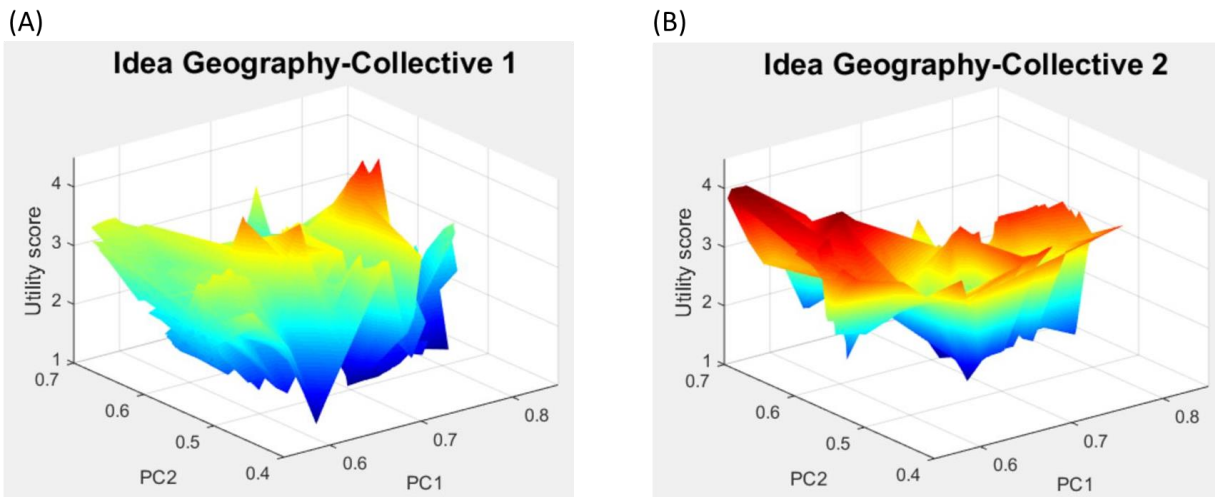 (A)
Idea Geography-Collective 1
Utility score
4
3
2
1
0.7
0.6
0.5
0.4
PC2
0.6
0.7
0.8
PC1
(B)
Idea Geography-Collective 2
Utility score
4
3
2
1
0.7
0.6
0.5
0.4
PC2
0.6
0.7
0.8
PC1